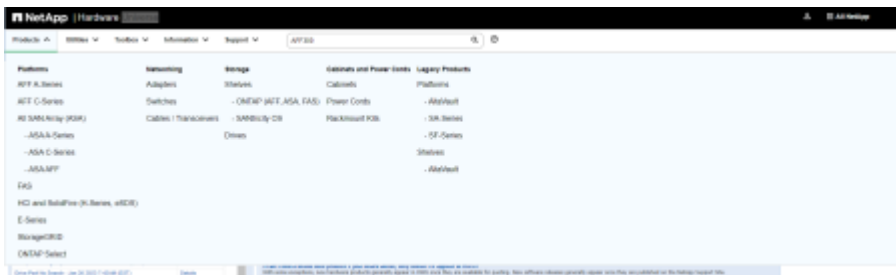 NetApp | Hardware
All NetApp
Products
Utilities
Toolbox
Information
Support
Platforms
AFF A-Series
AFF C-Series
All SAN Array (ASA)
- ASA A-Series
- ASA C-Series
- ASA AFF
FAS
HCI and SolidFire (H-Series, eSDS)
E-Series
StorageGRID
ONTAP Select
Networking
Adapters
Switches
Cables / Transceivers
Storage
Shelves
- ONTAP (AFF, ASA, FAS)
- SANtricity OS
Drives
Cabinets and Power Cords
Cabinets
Power Cords
Rackmount Kits
Legacy Products
Platforms
- AltaVault
- SA-Series
- SF-Series
Shelves
- AltaVault
Details